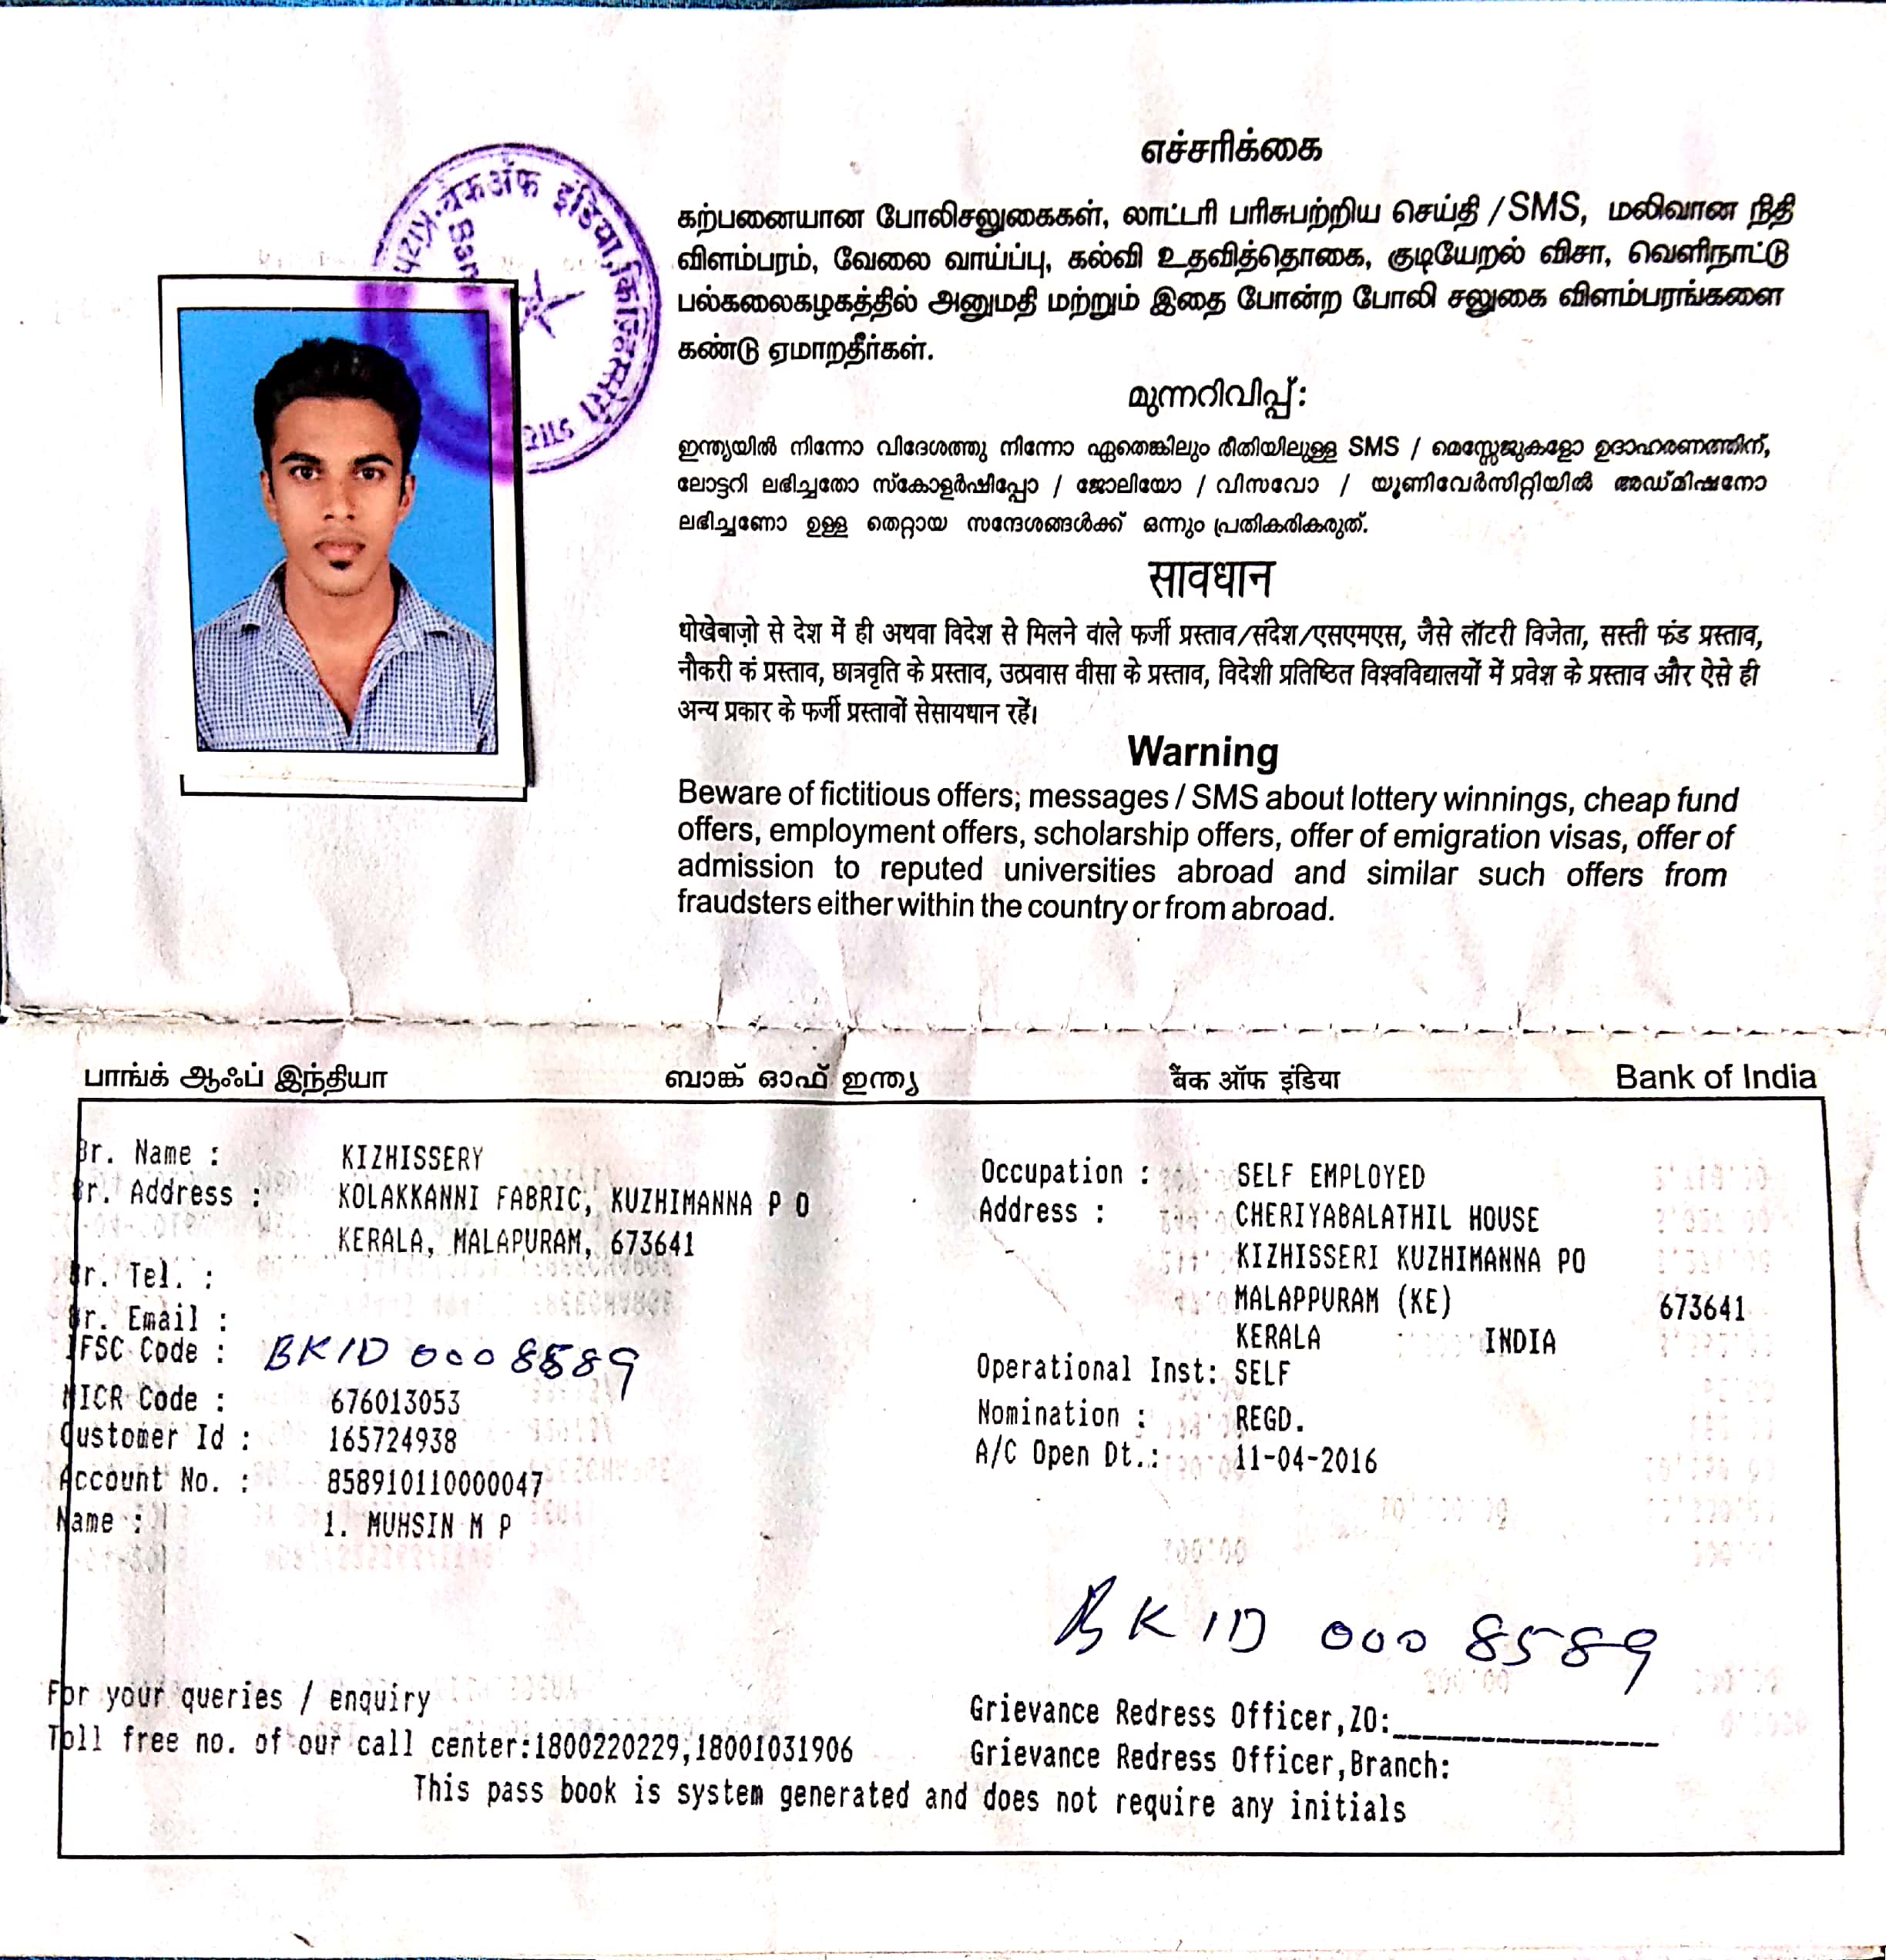 எச்சரிக்கை
கற்பனையான போலிசலுகைகள், லாட்டரி பரிசுபற்றிய செய்தி / SMS, மலிவான நிதி
விளம்பரம், வேலை வாய்ப்பு, கல்வி உதவித்தொகை, குடியேறல் விசா, வெளிநாட்டு
பல்கலைகழகத்தில் அனுமதி மற்றும் இதை போன்ற போலி சலுகை விளம்பரங்களை
கண்டு ஏமாறதீர்கள்.
മുന്നറിവിപ്പ്:
ഇന്ത്യയിൽ നിന്നോ വിദേശത്തു നിന്നോ ഏതെങ്കിലും രീതിയിലുള്ള SMS / മെസ്സേജുകളോ ഉദാഹരണത്തിന്,
ലോട്ടറി ലഭിച്ചതോ സ്കോളർഷിപ്പോ / ജോലിയോ / വിസവോ / യൂണിവേർസിറ്റിയിൽ അഡ്മിഷനോ
ലഭിച്ചണോ ഉള്ള തെറ്റായ സന്ദേശങ്ങൾക്ക് ഒന്നും പ്രതികരികരുത്.
सावधान
धोखेबाज़ो से देश में ही अथवा विदेश से मिलने वाले फर्जी प्रस्ताव/संदेश/एसएमएस, जैसे लॉटरी विजेता, सस्ती फंड प्रस्ताव,
नौकरी कं प्रस्ताव, छात्रवृति के प्रस्ताव, उत्प्रवास वीसा के प्रस्ताव, विदेशी प्रतिष्ठित विश्वविद्यालयों में प्रवेश के प्रस्ताव और ऐसे ही
अन्य प्रकार के फर्जी प्रस्तावों सेसायधान रहें।
Warning
Beware of fictitious offers; messages / SMS about lottery winnings, cheap fund
offers, employment offers, scholarship offers, offer of emigration visas, offer of
admission to reputed universities abroad and similar such offers from
fraudsters either within the country or from abroad.
பாங்க் ஆஃப் இந்தியா ബാങ്ക് ഓഫ് ഇന്ത്യ बैंक ऑफ इंडिया Bank of India
Br. Name : KIZHISSERY
Br. Address : KOLAKKANNI FABRIC, KUZHIMANNA P O
KERALA, MALAPURAM, 673641
Br. Tel. :
Br. Email :
IFSC Code : BKID 0008589
MICR Code : 676013053
Customer Id : 165724938
Account No. : 858910110000047
Name : 1. MUHSIN M P
Occupation : SELF EMPLOYED
Address : CHERIYABALATHIL HOUSE
KIZHISSERI KUZHIMANNA PO
MALAPPURAM (KE) 673641
KERALA INDIA
Operational Inst: SELF
Nomination : REGD.
A/C Open Dt.: 11-04-2016
BKID 0008589
For your queries / enquiry
Toll free no. of our call center:1800220229,18001031906
Grievance Redress Officer,ZO:
Grievance Redress Officer,Branch:
This pass book is system generated and does not require any initials